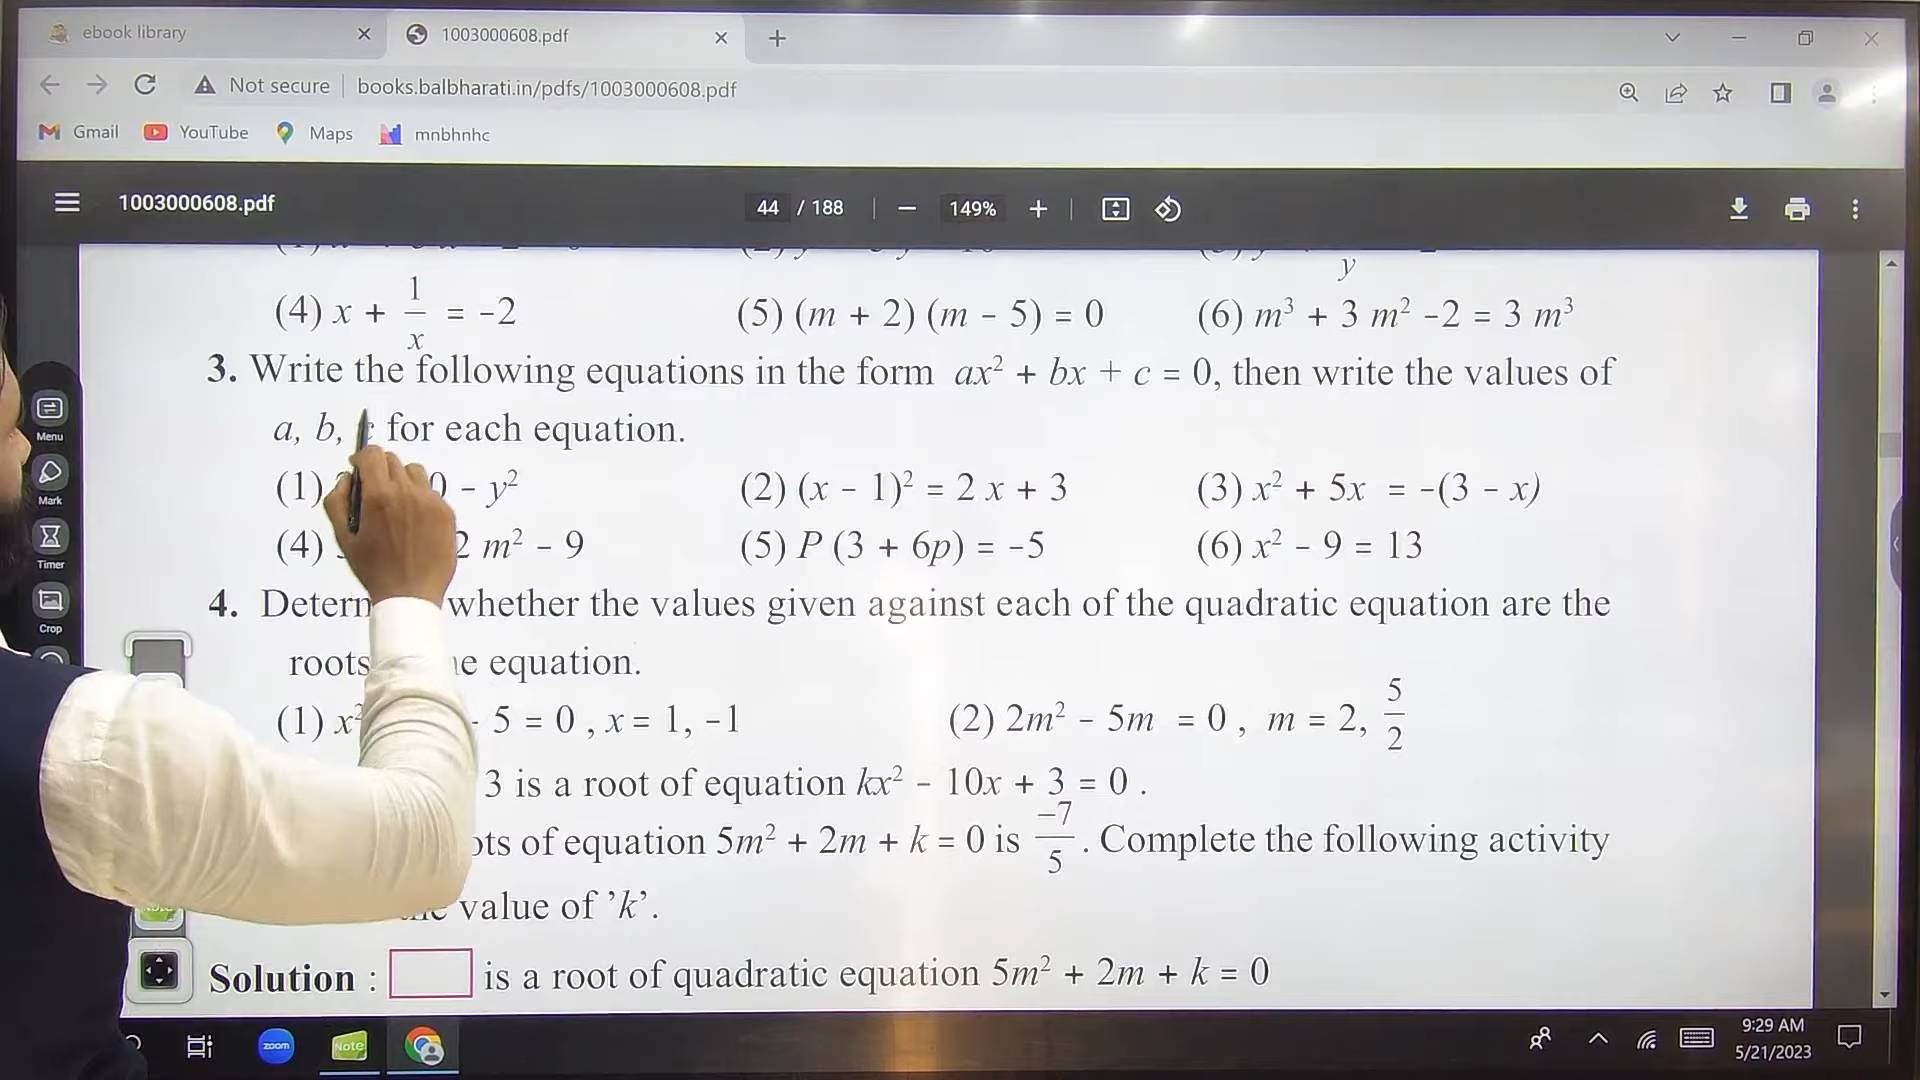 ebook library
1003000608.pdf
Not secure books.balbharati.in/pdfs/1003000608.pdf
Gmail YouTube Maps mnbhnhc
1003000608.pdf 44 / 188 149%
y
(4) x + 1/x = -2 (5) (m + 2) (m - 5) = 0 (6) m³ + 3 m² -2 = 3 m³
3. Write the following equations in the form ax² + bx + c = 0, then write the values of
a, b, for each equation.
(1) - y² (2) (x - 1)² = 2 x + 3 (3) x² + 5x = -(3 - x)
(4) 2 m² - 9 (5) P (3 + 6p) = -5 (6) x² - 9 = 13
4. whether the values given against each of the quadratic equation are the
roots equation.
(1) x² 5 = 0 , x = 1, -1 (2) 2m² - 5m = 0 , m = 2, 5/2
3 is a root of equation kx² - 10x + 3 = 0 .
of equation 5m² + 2m + k = 0 is -7/5 . Complete the following activity
value of ’k’.
Solution : is a root of quadratic equation 5m² + 2m + k = 0
Menu
Mark
Timer
Crop
zoom
Note
9:29 AM
5/21/2023